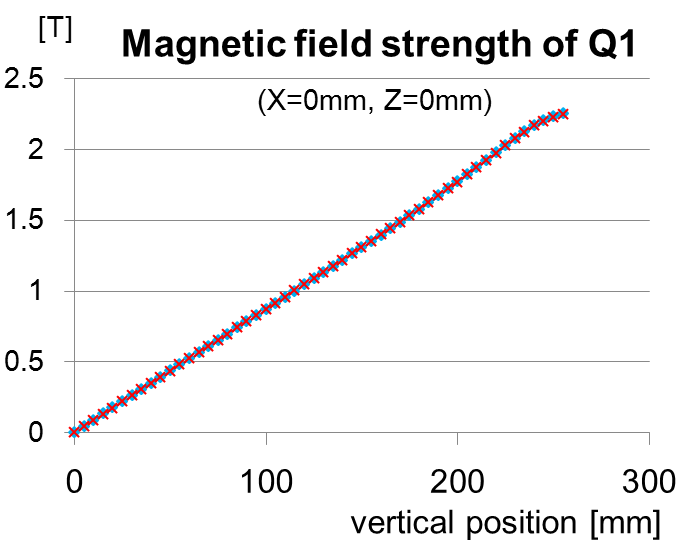 [T]
Magnetic field strength of Q1
(X=0mm, Z=0mm)
2.5
2
1.5
1
0.5
0
0 100 200 300
vertical position [mm]